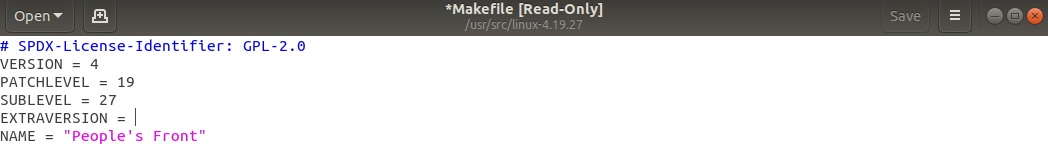 Open
*Makefile [Read-Only]
/usr/src/linux-4.19.27
Save
# SPDX-License-Identifier: GPL-2.0
VERSION = 4
PATCHLEVEL = 19
SUBLEVEL = 27
EXTRAVERSION =
NAME = "People's Front"